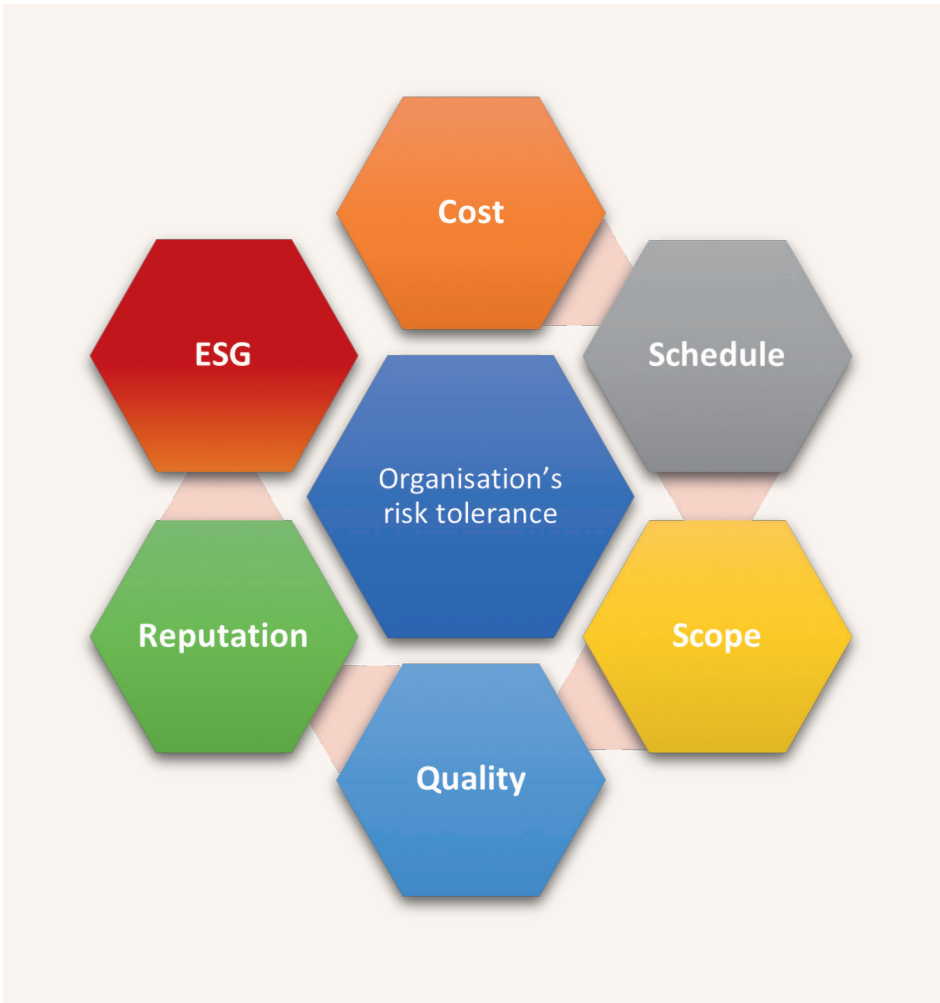 Cost
ESG
Schedule
Organisation’s
risk tolerance
Reputation
Scope
Quality